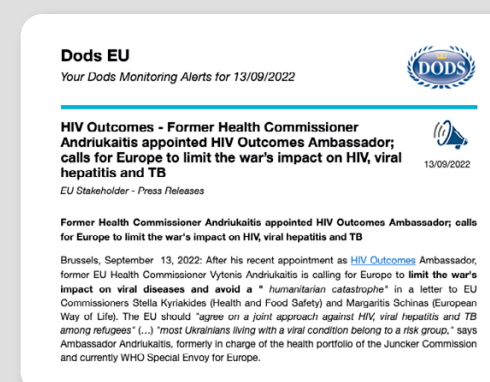 Dods EU
Your Dods Monitoring Alerts for 13/09/2022
DODS
HIV Outcomes - Former Health Commissioner
Andriukaitis appointed HIV Outcomes Ambassador;
calls for Europe to limit the war's impact on HIV, viral
hepatitis and TB
13/09/2022
EU Stakeholder - Press Releases
Former Health Commissioner Andriukaitis appointed HIV Outcomes Ambassador; calls
for Europe to limit the war's impact on HIV, viral hepatitis and TB
Brussels, September 13, 2022: After his recent appointment as HIV Outcomes Ambassador,
former EU Health Commissioner Vytenis Andriukaitis is calling for Europe to limit the war's
impact on viral diseases and avoid a " humanitarian catastrophe" in a letter to EU
Commissioners Stella Kyriakides (Health and Food Safety) and Margaritis Schinas (European
Way of Life). The EU should "agree on a joint approach against HIV, viral hepatitis and TB
among refugees" (...) "most Ukrainians living with a viral condition belong to a risk group," says
Ambassador Andriukaitis, formerly in charge of the health portfolio of the Juncker Commission
and currently WHO Special Envoy for Europe.